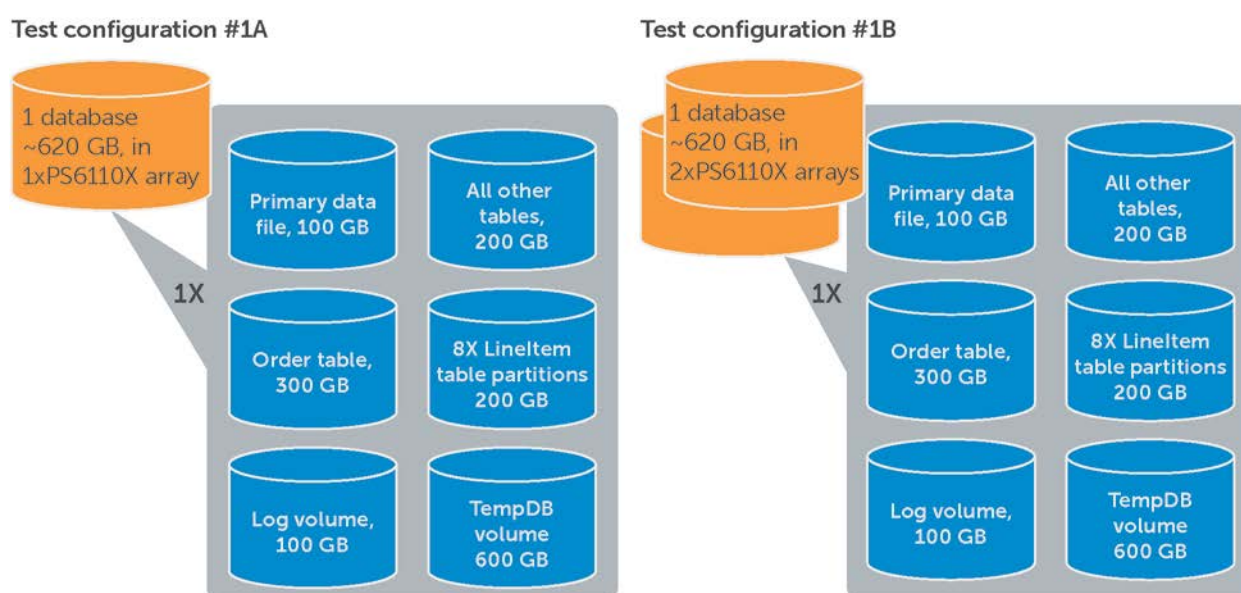 Test configuration #1A
1 database
~620 GB, in
1xPS6110X array
1X
Primary data
file, 100 GB
All other
tables,
200 GB
Order table,
300 GB
8X LineItem
table partitions
200 GB
Log volume,
100 GB
TempDB
volume
600 GB
Test configuration #1B
1 database
~620 GB, in
2xPS6110X arrays
1X
Primary data
file, 100 GB
All other
tables,
200 GB
Order table,
300 GB
8X LineItem
table partitions
200 GB
Log volume,
100 GB
TempDB
volume
600 GB